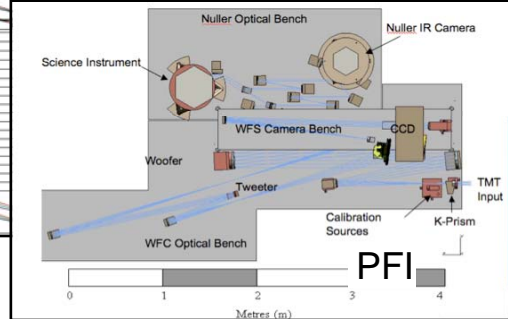 Nuller Optical Bench
Nuller IR Camera
Science Instrument
WFS Camera Bench
CCD
Woofer
Tweeter
TMT
Input
Calibration
Sources
K-Prism
WFC Optical Bench
PFI
0 1 2 3 4
Metres (m)